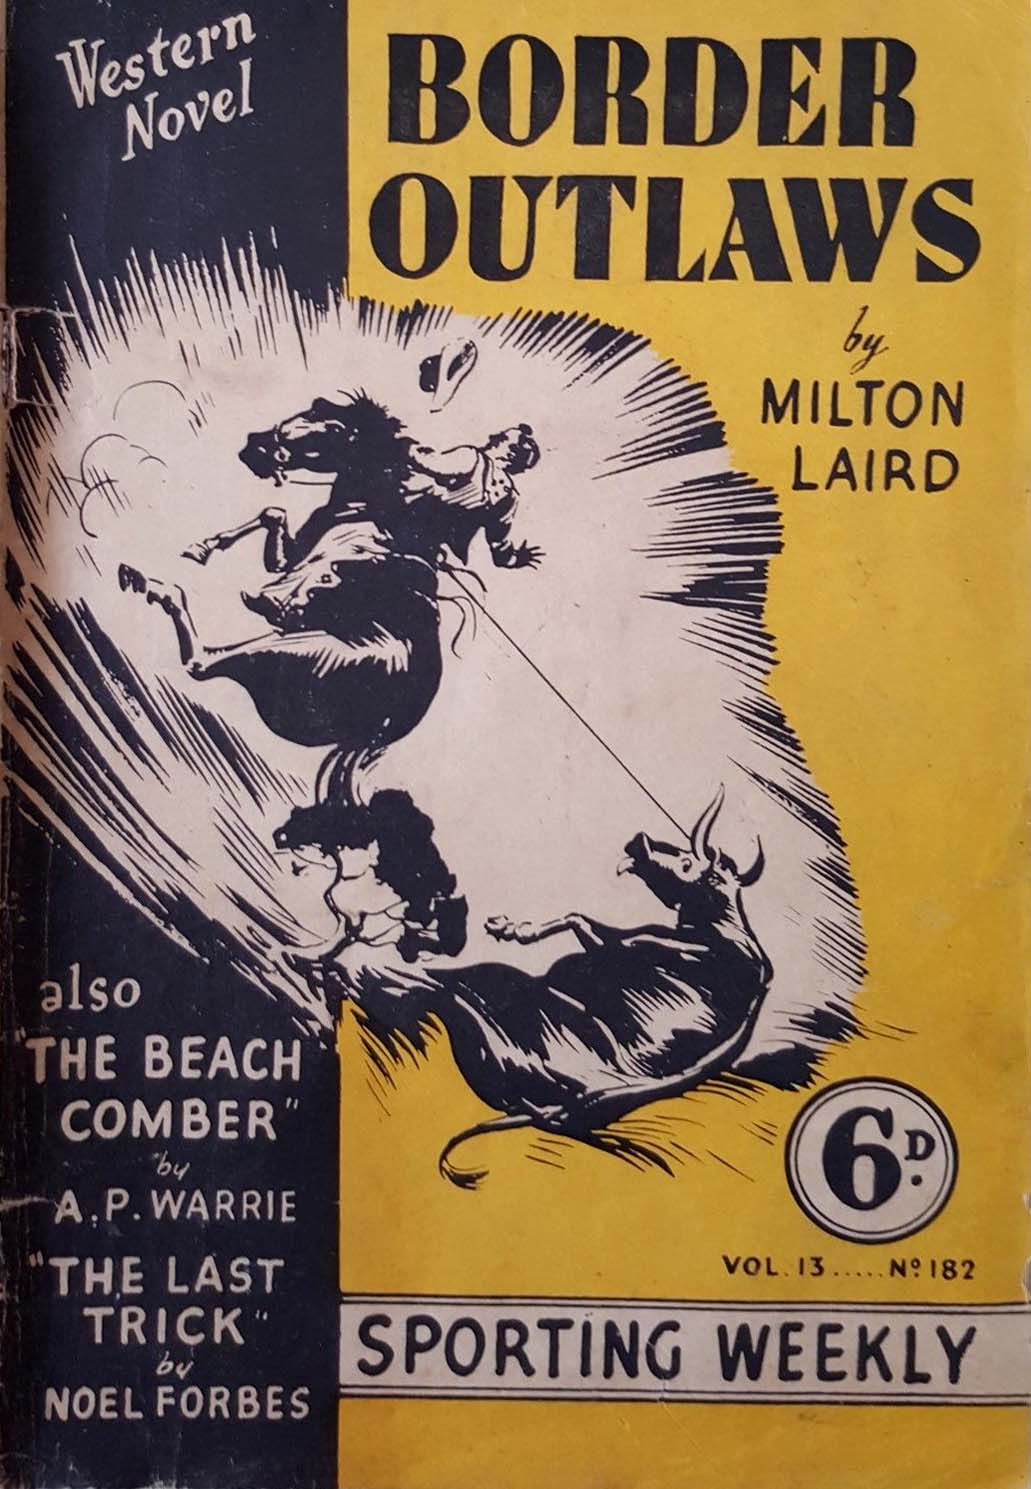 Western
Novel
BORDER
OUTLAWS
by
MILTON
LAIRD
also
"THE BEACH
COMBER"
by
A.P. WARRIE
"THE LAST
TRICK"
by
NOEL FORBES
6D.
VOL. 13 ..... No. 182
SPORTING WEEKLY